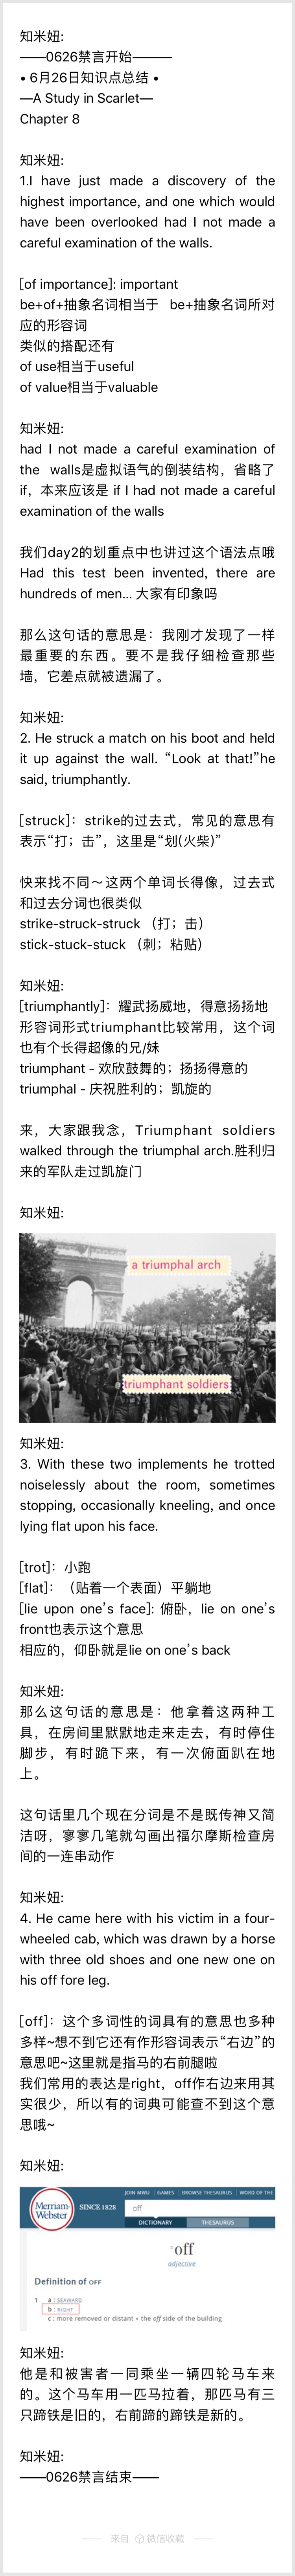 知米妞:
——0626禁言开始———
• 6月26日知识点总结 •
—A Study in Scarlet—
Chapter 8
知米妞:
1.I have just made a discovery of the
highest importance, and one which would
have been overlooked had I not made a
careful examination of the walls.
[of importance]: important
be+of+抽象名词相当于 be+抽象名词所对
应的形容词
类似的搭配还有
of use相当于useful
of value相当于valuable
知米妞:
had I not made a careful examination of
the walls是虚拟语气的倒装结构，省略了
if，本来应该是 if I had not made a careful
examination of the walls
我们day2的划重点中也讲过这个语法点哦
Had this test been invented, there are
hundreds of men... 大家有印象吗
那么这句话的意思是：我刚才发现了一样
最重要的东西。要不是我仔细检查那些
墙，它差点就被遗漏了。
知米妞:
2. He struck a match on his boot and held
it up against the wall. “Look at that!”he
said, triumphantly.
[struck]：strike的过去式，常见的意思有
表示“打；击”，这里是“划(火柴)”
快来找不同～这两个单词长得像，过去式
和过去分词也很类似
strike-struck-struck （打；击）
stick-stuck-stuck （刺；粘贴）
知米妞:
[triumphantly]：耀武扬威地，得意扬扬地
形容词形式triumphant比较常用，这个词
也有个长得超像的兄/妹
triumphant - 欢欣鼓舞的；扬扬得意的
triumphal - 庆祝胜利的；凯旋的
来，大家跟我念，Triumphant soldiers
walked through the triumphal arch.胜利归
来的军队走过凯旋门
知米妞:
a triumphal arch
triumphant soldiers
知米妞:
3. With these two implements he trotted
noiselessly about the room, sometimes
stopping, occasionally kneeling, and once
lying flat upon his face.
[trot]：小跑
[flat]：（贴着一个表面）平躺地
[lie upon one’s face]: 俯卧，lie on one’s
front也表示这个意思
相应的，仰卧就是lie on one’s back
知米妞:
那么这句话的意思是：他拿着这两种工
具，在房间里默默地走来走去，有时停住
脚步，有时跪下来，有一次俯面趴在地
上。
这句话里几个现在分词是不是既传神又简
洁呀，寥寥几笔就勾画出福尔摩斯检查房
间的一连串动作
知米妞:
4. He came here with his victim in a four-
wheeled cab, which was drawn by a horse
with three old shoes and one new one on
his off fore leg.
[off]：这个多词性的词具有的意思也多种
多样~想不到它还有作形容词表示“右边”的
意思吧~这里就是指马的右前腿啦
我们常用的表达是right，off作右边来用其
实很少，所以有的词典可能查不到这个意
思哦~
知米妞:
JOIN MWU | GAMES | BROWSE THESAURUS | WORD OF THE
Merriam-
Webster
SINCE 1828
off
DICTIONARY THESAURUS
off
adjective
Definition of OFF
1 a : SEAWARD
b : RIGHT
c : more removed or distant • the off side of the building
知米妞:
他是和被害者一同乘坐一辆四轮马车来
的。这个马车用一匹马拉着，那匹马有三
只蹄铁是旧的，右前蹄的蹄铁是新的。
知米妞:
——0626禁言结束——
来自 微信收藏